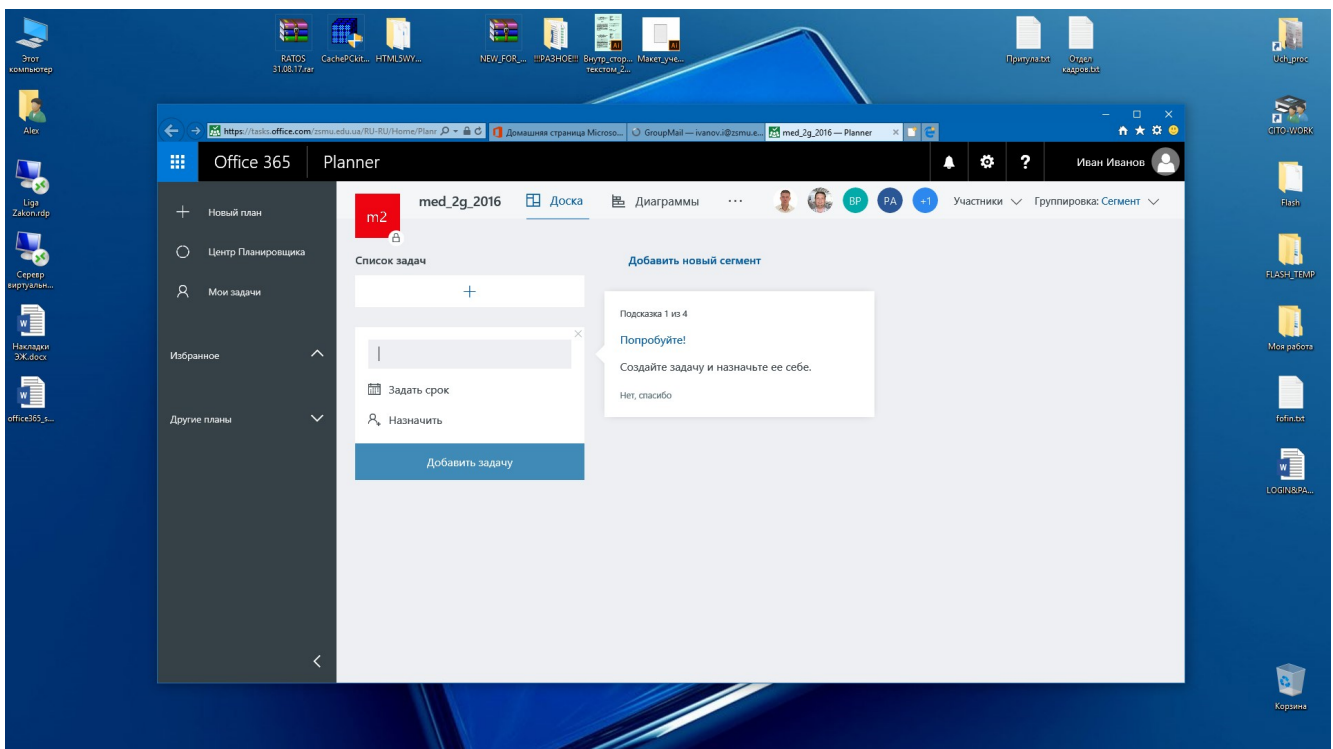 Этот
компьютер
RATOS
31.08.17.rar
CachePCkit...
HTML5WY...
NEW_FOR_...
!!!РАЗНОЕ!!!
Внутр_стор...
текстом_2...
Макет_уче...
Притула.txt
Отдел
кадров.txt
Uch_proc
Alex
CITO-WORK
Liga
Zakon.rdp
Flash
Сереер
виртуальн...
FLASH_TEMP
Накладки
ЭЖ.docx
Моя работа
office365_s...
fofin.txt
LOGIN&PA...
Корзина
https://tasks.office.com/zsmu.edu.ua/RU-RU/Home/Planr
Домашняя страница Microso...
GroupMail — ivanov.i@zsmu.e...
med_2g_2016 — Planner
Office 365
Planner
?
Иван Иванов
Новый план
Центр Планировщика
Мои задачи
Избранное
Другие планы
m2
med_2g_2016
Доска
Диаграммы
...
BP
PA
+1
Участники
Группировка: Сегмент
Список задач
Добавить новый сегмент
+
Задать срок
Назначить
Добавить задачу
Подсказка 1 из 4
Попробуйте!
Создайте задачу и назначьте ее себе.
Нет, спасибо